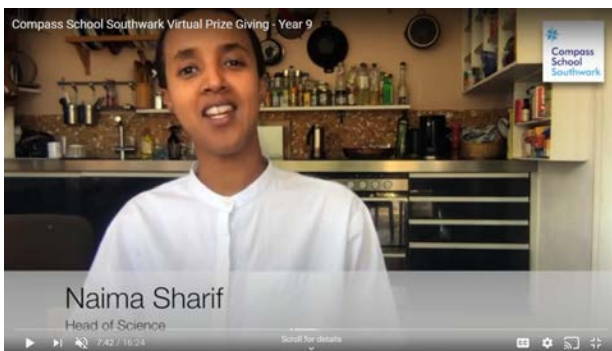 Compass School Southwark Virtual Prize Giving - Year 9
Compass
School
Southwark
Naima Sharif
Head of Science
7:42 / 16:24
Scroll for details
CC